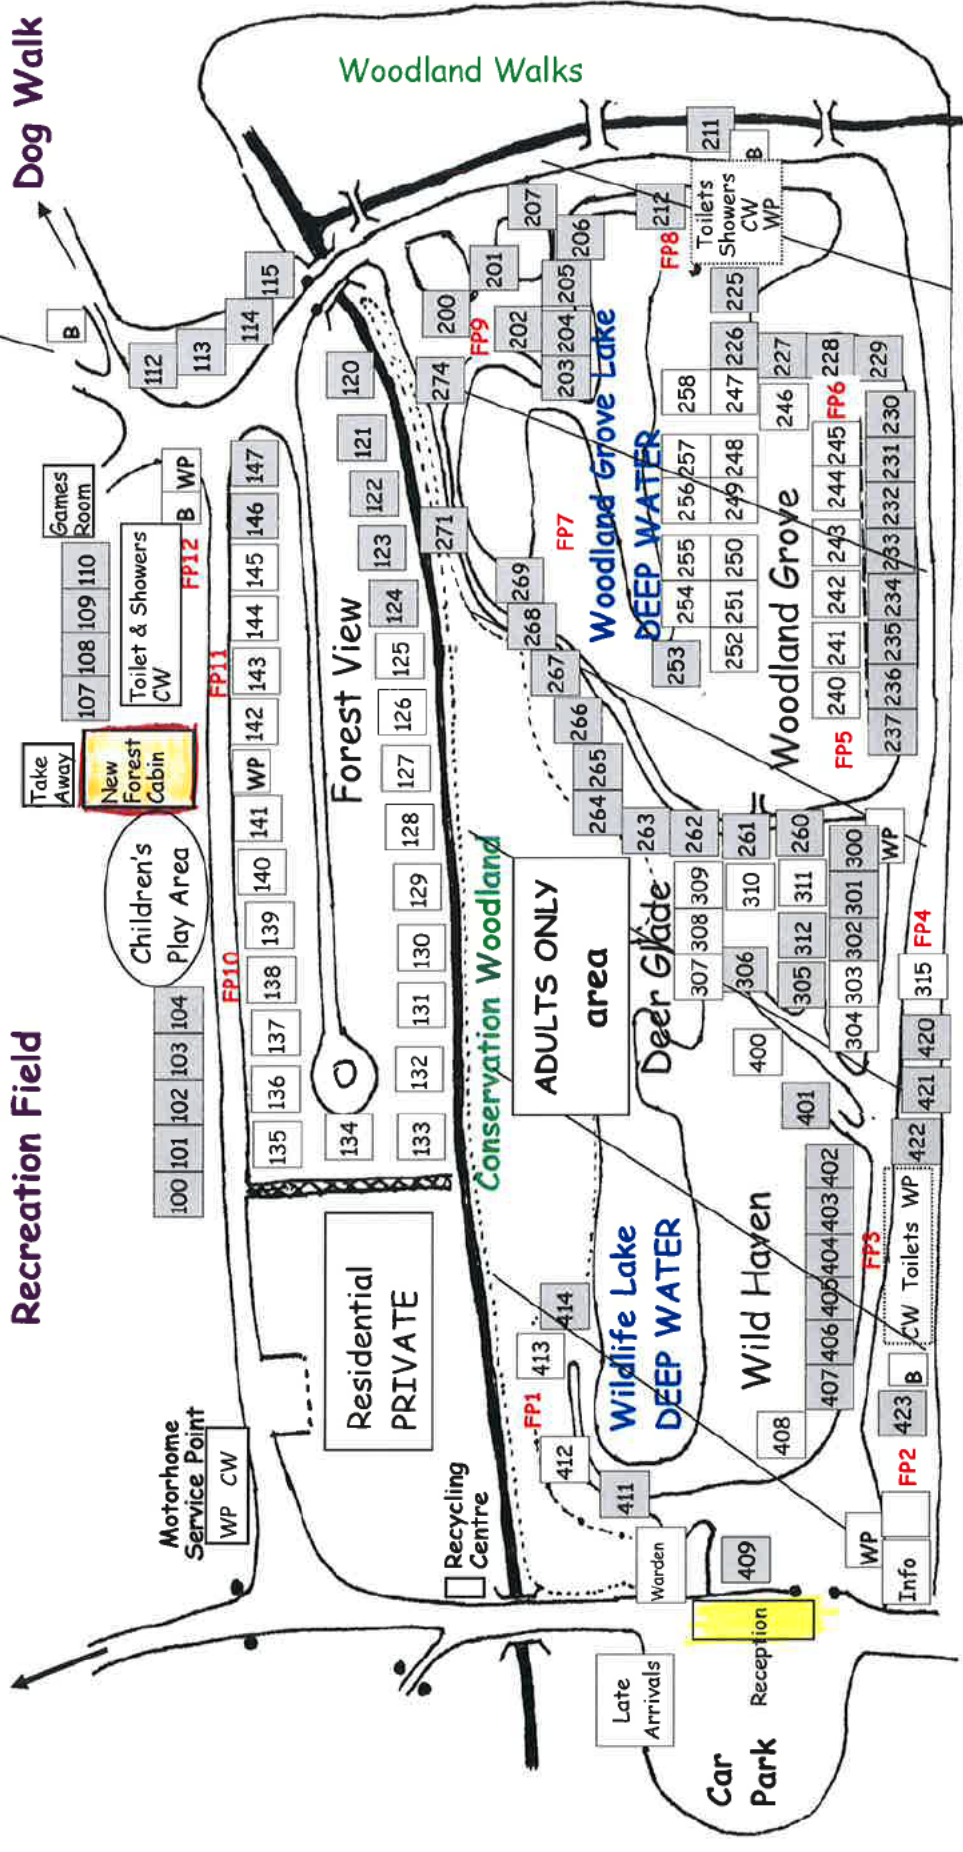 Recreation Field
Dog Walk
Woodland Walks
Take
Away
New
Forest
Cabin
Games
Room
Children's
Play Area
Toilet & Showers
CW
B
WP
B
100 101 102 103 104
107 108 109 110
112
113
114
115
FP10
FP11
FP12
Motorhome
Service Point
WP CW
135 136 137 138 139 140 141 WP 142 143 144 145 146 147
134
Forest View
133 132 131 130 129 128 127 126 125 124 123 122 121 120
Residential
PRIVATE
Recycling
Centre
Conservation Woodland
ADULTS ONLY
area
FP1
411
412
413
414
Wildlife Lake
DEEP WATER
Wild Haven
Deer Glade
Woodland Grove Lake
DEEP WATER
Woodland Grove
FP7
FP9
FP8
274
271
269
268
267
266
265
264
263
262
261
260
200
201
202
203 204 205
206
207
212
211
B
Toilets
Showers
CW
WP
225
226
227
228
229
258
247
246
253
254 255 256 257
252 251 250 249 248
240 241 242 243 244 245
FP5
FP6
237 236 235 234 233 232 231 230
307 308 309
306
310
305 312 311
304 303 302 301 300
WP
400
401
407 406 405 404 403 402
408
409
FP3
FP4
315
420
421
422
CW Toilets WP
B
423
FP2
WP
Info
Warden
Reception
Late
Arrivals
Car
Park